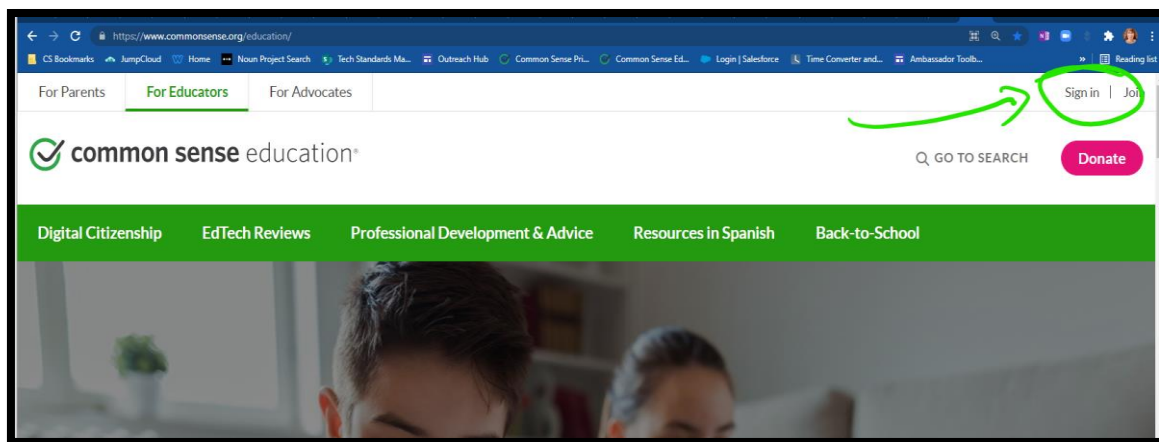 https://www.commonsense.org/education/
CS Bookmarks JumpCloud Home Noun Project Search Tech Standards Ma... Outreach Hub Common Sense Pri... Common Sense Ed... Login | Salesforce Time Converter and... Ambassador Toolb... » Reading list
For Parents For Educators For Advocates Sign in | Join
common sense education®
GO TO SEARCH Donate
Digital Citizenship EdTech Reviews Professional Development & Advice Resources in Spanish Back-to-School